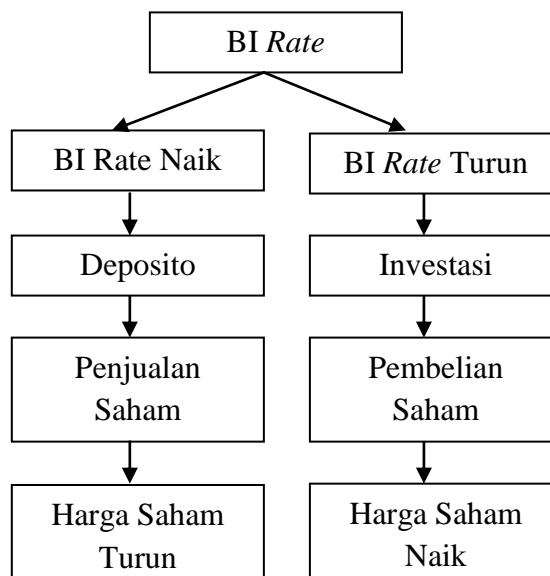 BI Rate
BI Rate Naik
BI Rate Turun
Deposito
Investasi
Penjualan
Saham
Pembelian
Saham
Harga Saham
Turun
Harga Saham
Naik